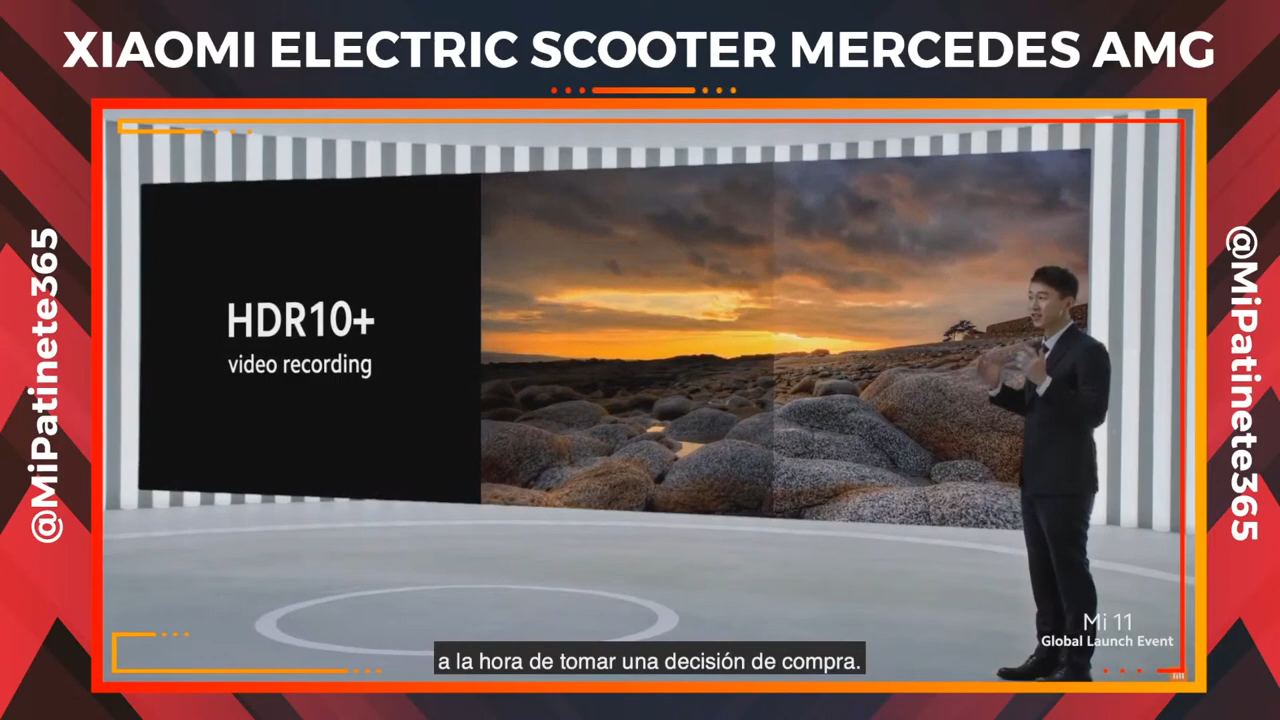 XIAOMI ELECTRIC SCOOTER MERCEDES AMG
@MiPatinete365
HDR10+
video recording
@MiPatinete365
Mi 11
Global Launch Event
a la hora de tomar una decisión de compra.